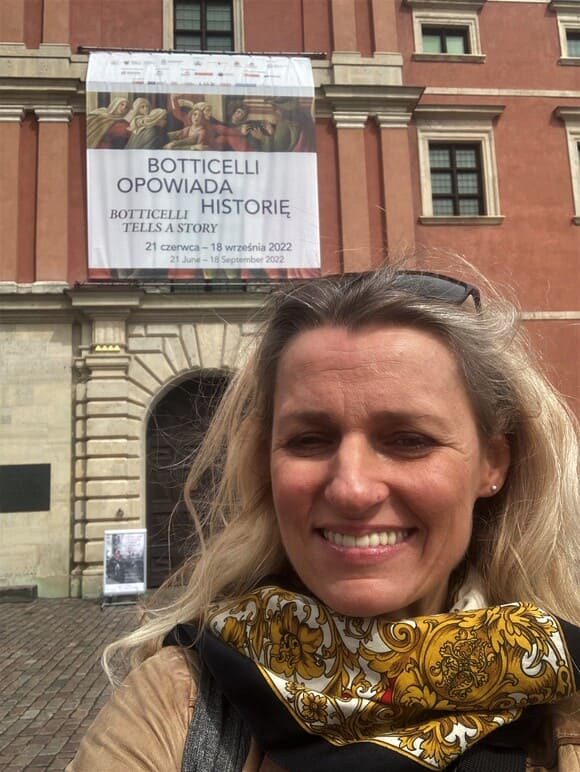 BOTTICELLI
OPOWIADA
HISTORIĘ
BOTTICELLI
TELLS A STORY
21 czerwca – 18 września 2022
21 June – 18 September 2022